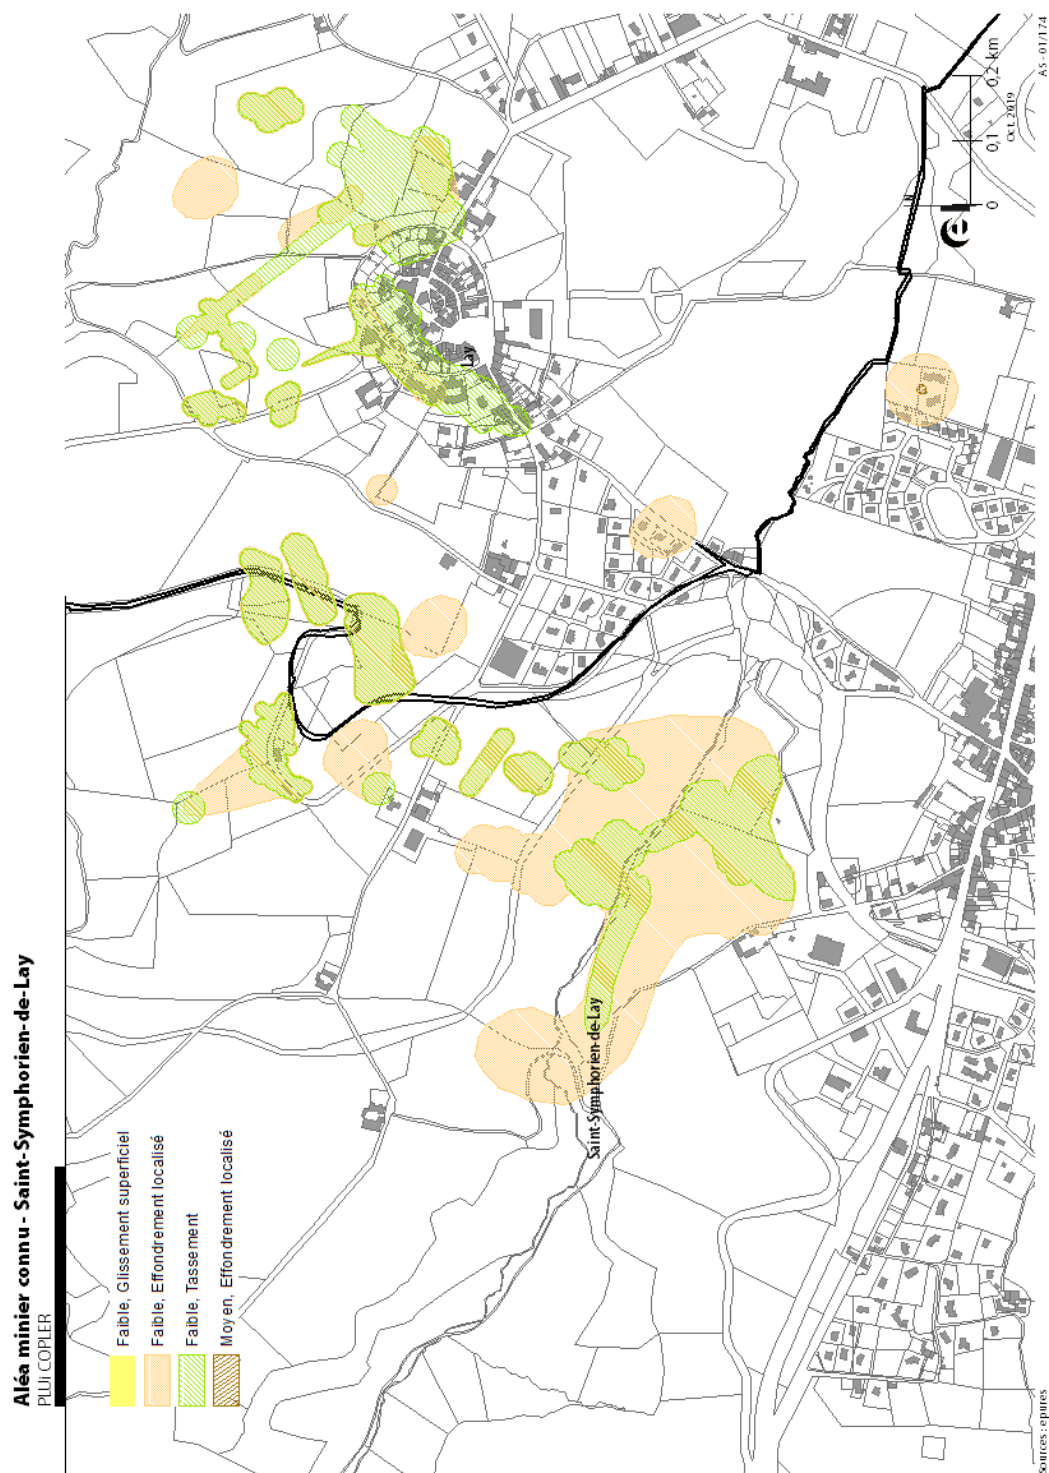 Aléa minier connu - Saint-Symphorien-de-Lay
PLUi COPLER
Faible, Glissement superficiel
Faible, Effondrement localisé
Faible, Tassement
Moyen, Effondrement localisé
Saint-Symphorien-de-Lay
Lay
0 0,1 0,2 km
Oct. 2019
Sources : epures
AS - 01/174